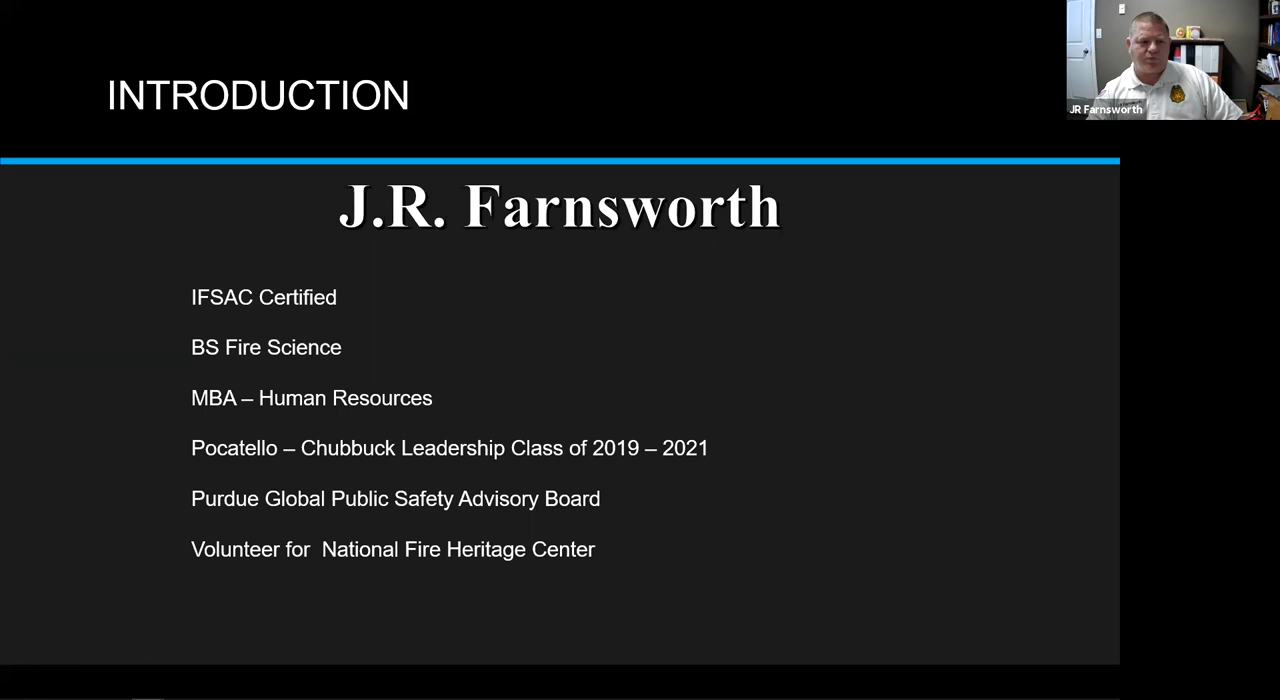 INTRODUCTION
JR Farnsworth
J.R. Farnsworth
IFSAC Certified
BS Fire Science
MBA – Human Resources
Pocatello – Chubbuck Leadership Class of 2019 – 2021
Purdue Global Public Safety Advisory Board
Volunteer for  National Fire Heritage Center